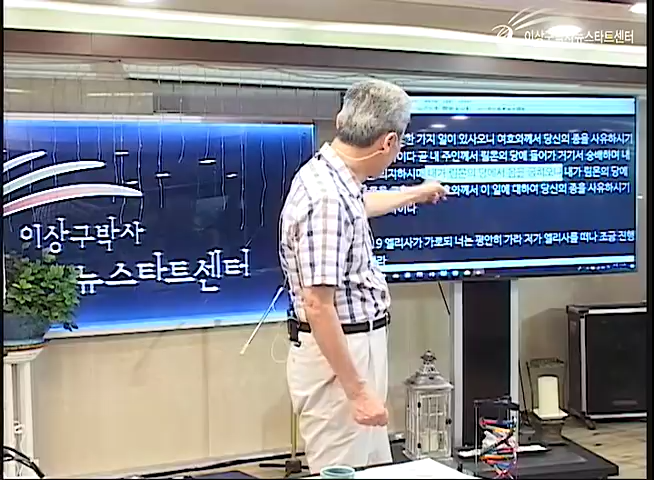 이상구박사뉴스타트센터
이상구박사
뉴스타트센터
한 가지 일이 있사오니 여호와께서 당신의 종을 사유하시기
이다 곧 내 주인께서 림몬의 당에 들어가 거기서 숭배하며 내
의지하시매 내가 림몬의 당에서 몸을 굽히오니 내가 림몬의 당에
와께서 이 일에 대하여 당신의 종을 사유하시기
이다
19 엘리사가 가로되 너는 평안히 가라 저가 엘리사를 떠나 조금 진행